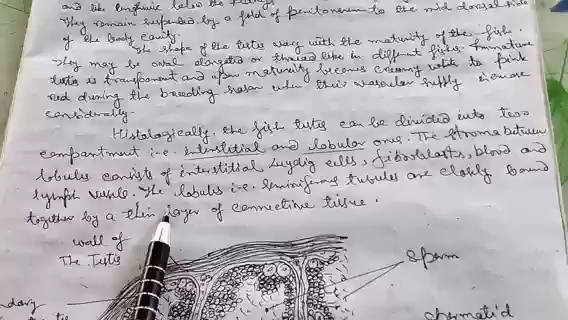 and lie lengthwise below the kidneys
They remain suspended by a fold of peritoneum to the mid dorsal side
of the body cavity.
The shape of the testis vary with the maturity of the fish.
They may be oval elongated or thread like in different fishes. Immature
testis is transparent and upon maturity becomes creamy white to pink
red during the breeding season when their vascular supply increase
considerably.
Histologically, the fish testis can be divided into two
compartment i.e. interstitial and lobular ones. The stroma between
lobules consists of interstitial Leydig cells, fibroblasts, blood and
lymph vessels. The lobules i.e. seminiferous tubules are closely bound
together by a thin layer of connective tissue.
wall of
The Testis
Sperm
ndary
spermatid